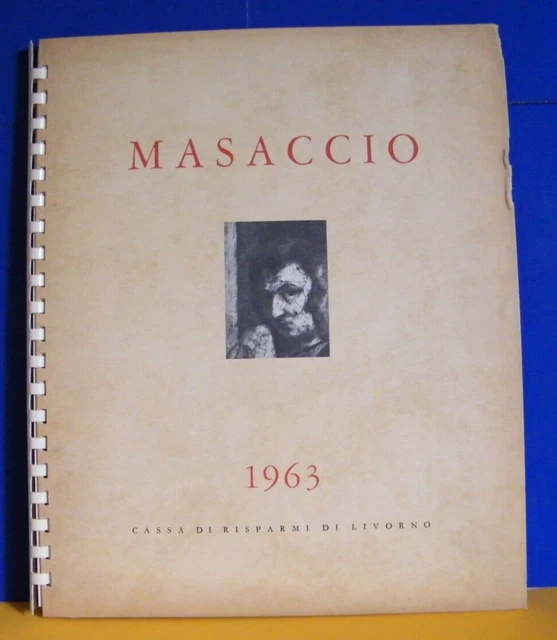 MASACCIO
1963
CASSA DI RISPARMI DI LIVORNO